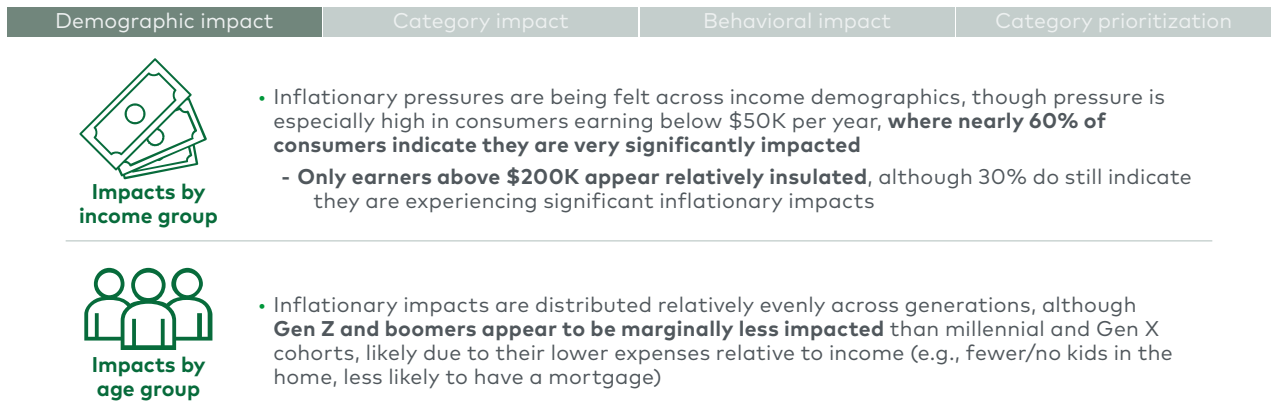 Demographic impact
Category impact
Behavioral impact
Category prioritization
Impacts by
income group
• Inflationary pressures are being felt across income demographics, though pressure is
especially high in consumers earning below $50K per year, where nearly 60% of
consumers indicate they are very significantly impacted
- Only earners above $200K appear relatively insulated, although 30% do still indicate
they are experiencing significant inflationary impacts
Impacts by
age group
• Inflationary impacts are distributed relatively evenly across generations, although
Gen Z and boomers appear to be marginally less impacted than millennial and Gen X
cohorts, likely due to their lower expenses relative to income (e.g., fewer/no kids in the
home, less likely to have a mortgage)